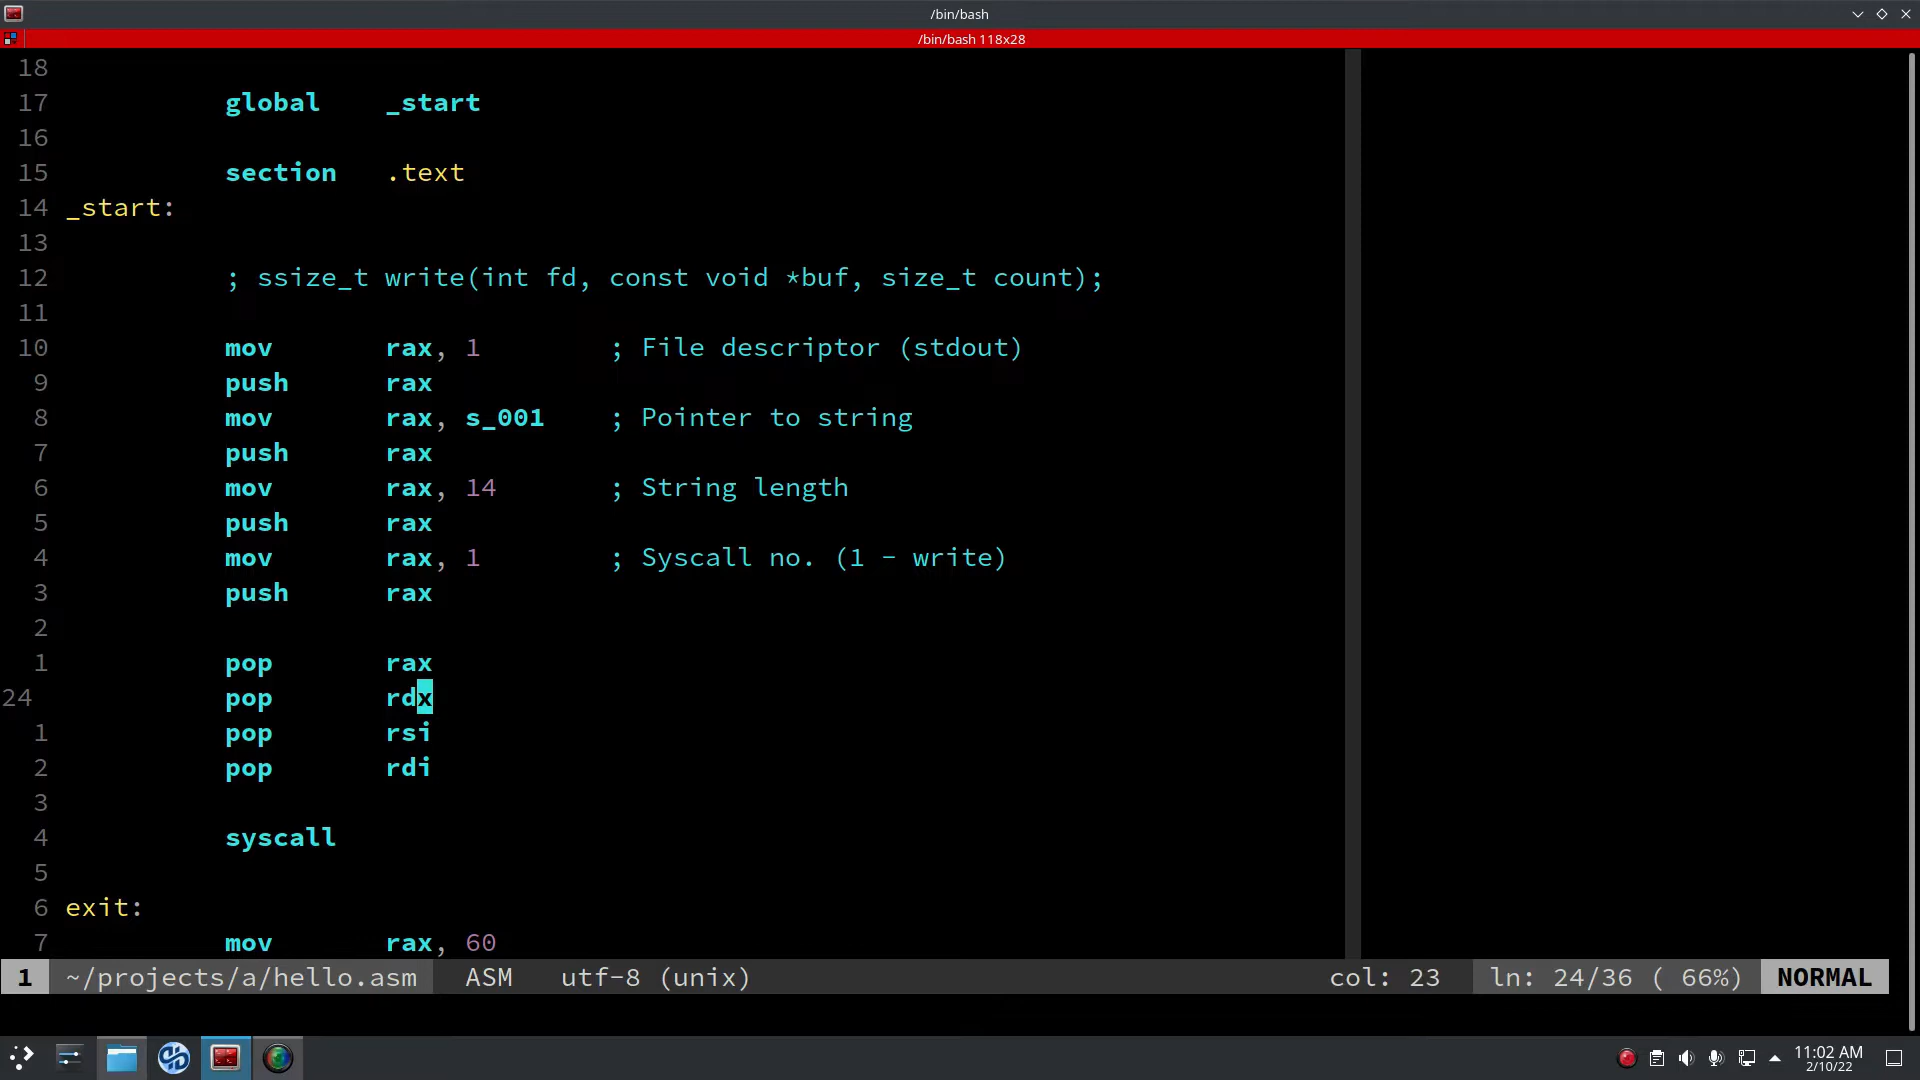 /bin/bash
/bin/bash 118x28
18
17 global _start
16
15 section .text
14 _start:
13
12 ; ssize_t write(int fd, const void *buf, size_t count);
11
10 mov rax, 1 ; File descriptor (stdout)
9 push rax
8 mov rax, s_001 ; Pointer to string
7 push rax
6 mov rax, 14 ; String length
5 push rax
4 mov rax, 1 ; Syscall no. (1 - write)
3 push rax
2
1 pop rax
24 pop rdx
1 pop rsi
2 pop rdi
3
4 syscall
5
6 exit:
7 mov rax, 60
1 ~/projects/a/hello.asm ASM utf-8 (unix) col: 23 ln: 24/36 ( 66%) NORMAL
11:02 AM
2/10/22